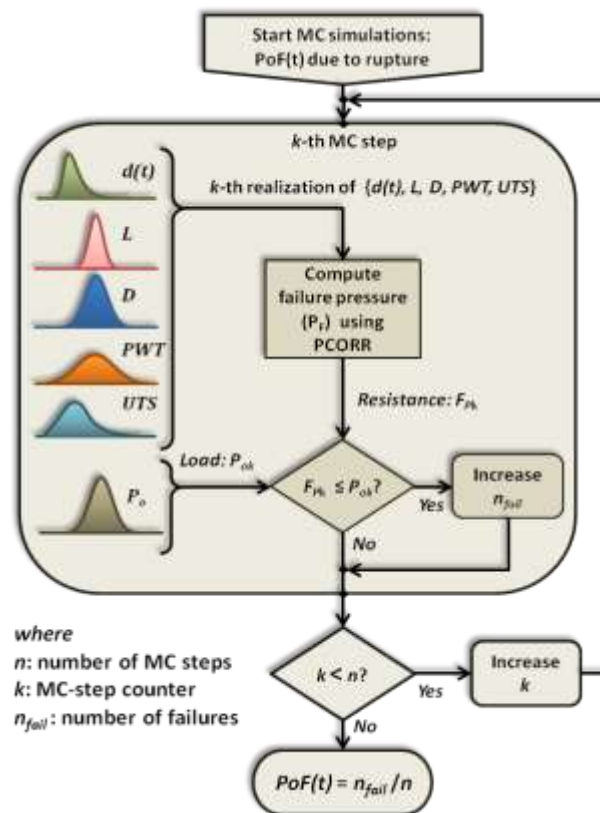 Start MC simulations:
PoF(t) due to rupture
k-th MC step
d(t)
k-th realization of {d(t), L, D, PWT, UTS}
L
D
PWT
UTS
Compute
failure pressure
(Pr) using
PCORR
Resistance: FPk
Load: Pok
Po
FPk ≤ Pok?
Yes
Increase
nfail
No
where
n: number of MC steps
k: MC-step counter
nfail: number of failures
k < n?
Yes
Increase
k
No
PoF(t) = nfail/n